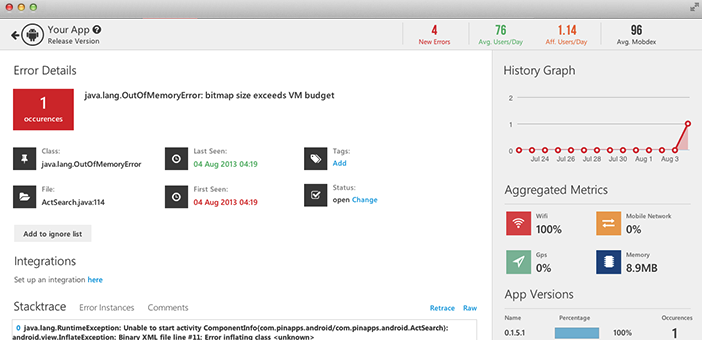 Your App
Release Version
4
New Errors
76
Avg. Users/Day
1.14
Aff. Users/Day
96
Avg. Mobdex
Error Details
1
occurences
java.lang.OutOfMemoryError: bitmap size exceeds VM budget
Class:
java.lang.OutOfMemoryError
Last Seen:
04 Aug 2013 04:19
Tags:
Add
File:
ActSearch.java:114
First Seen:
04 Aug 2013 04:19
Status:
open Change
Add to ignore list
Integrations
Set up an integration here
Stacktrace Error Instances Comments Retrace Raw
0 java.lang.RuntimeException: Unable to start activity ComponentInfo(com.pinapps.android/com.pinapps.android.ActSearch):
android.view.InflateException: Binary XML file line #11: Error inflating class <unknown>
History Graph
2
1
0
Jul 24 Jul 26 Jul 28 Jul 30 Aug 1 Aug 3
Aggregated Metrics
Wifi
100%
Mobile Network
0%
Gps
0%
Memory
8.9MB
App Versions
Name Percentage Occurences
0.1.5.1 100% 1